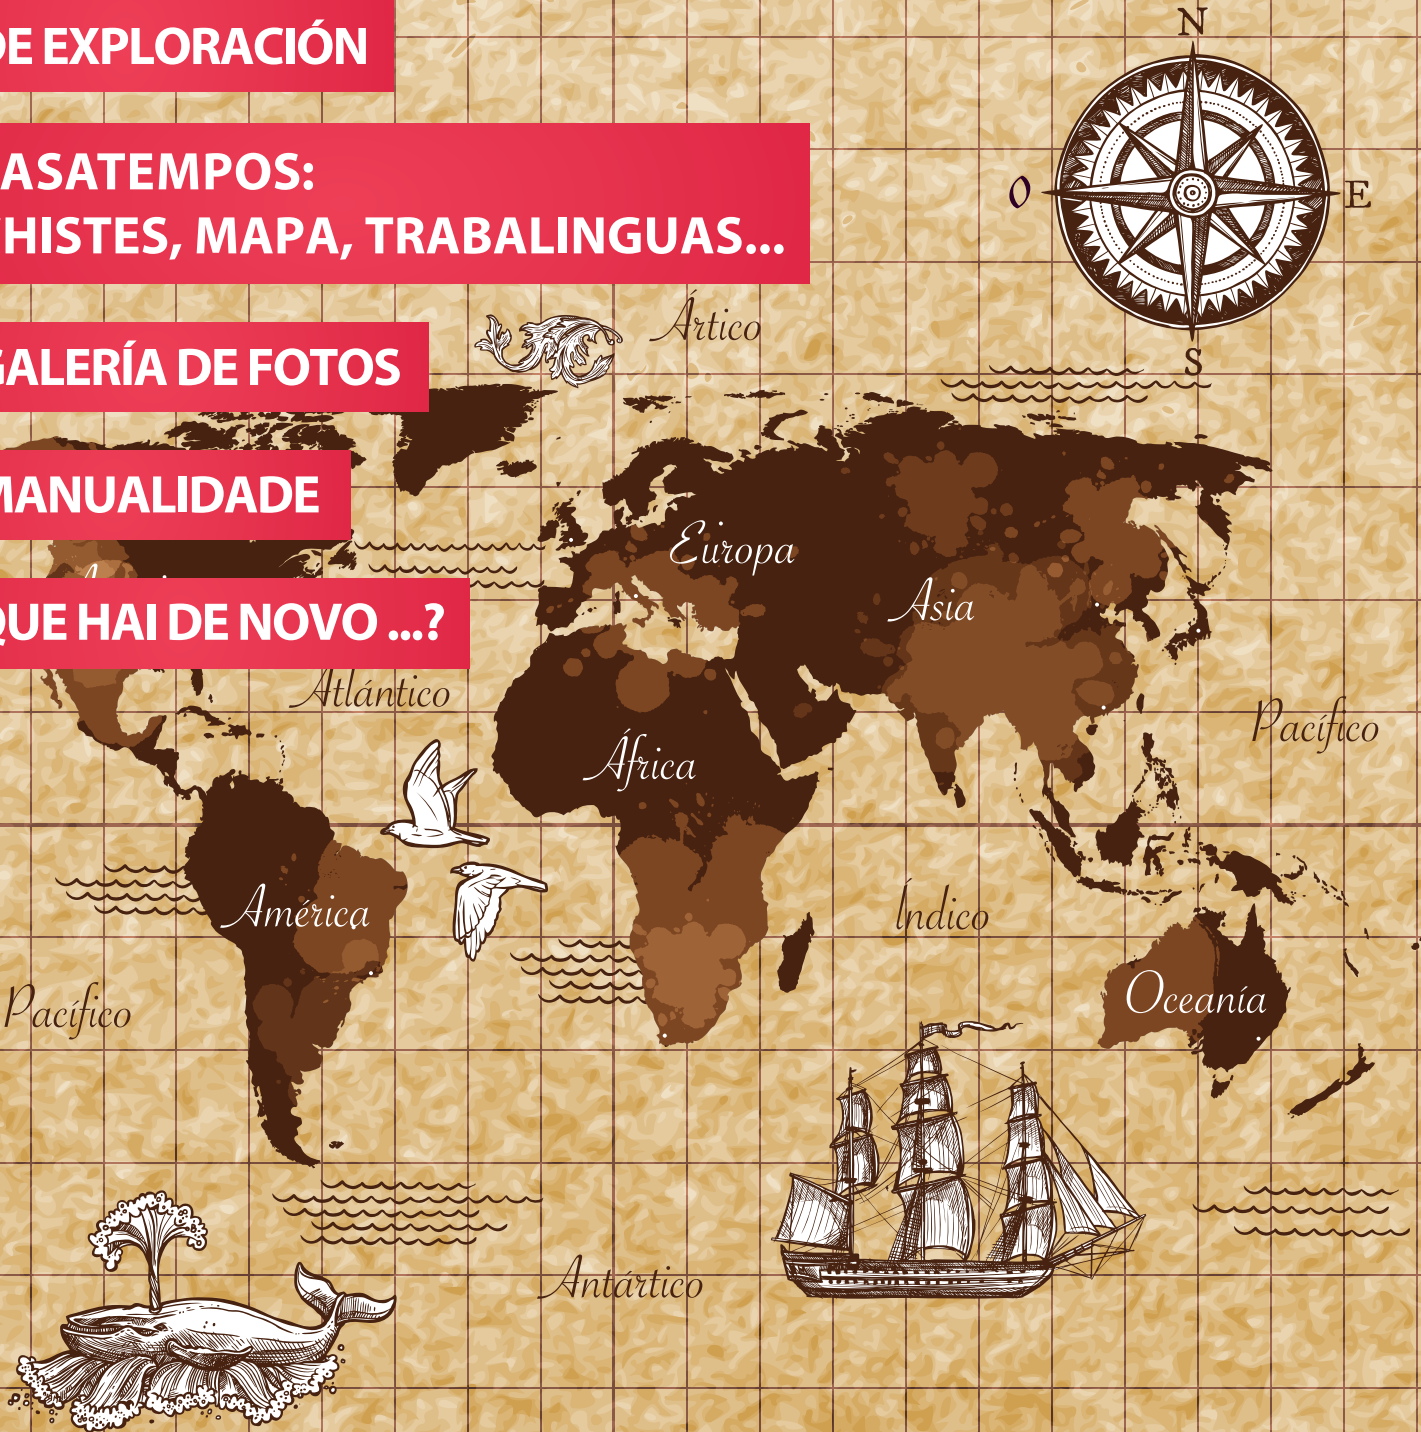 DE EXPLORACIÓN
ASATEMPOS:
HISTES, MAPA, TRABALINGUAS...
GALERÍA DE FOTOS
MANUALIDADE
QUE HAI DE NOVO ...?
N
O
E
S
Ártico
Europa
Asia
Atlántico
Pacífico
África
América
Índico
Oceanía
Pacífico
Antártico